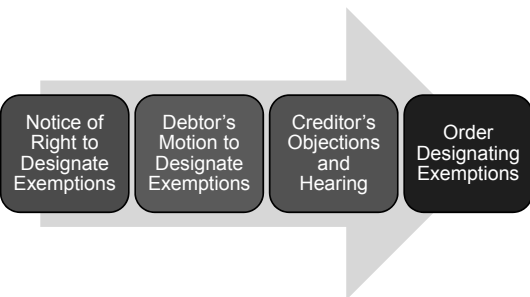 Notice of
Right to
Designate
Exemptions
Debtor's
Motion to
Designate
Exemptions
Creditor's
Objections
and
Hearing
Order
Designating
Exemptions